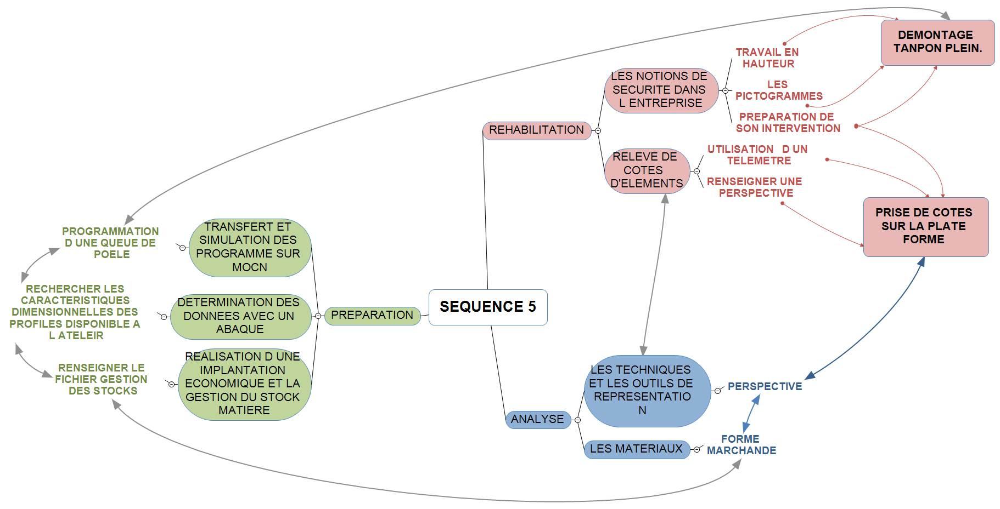 DEMONTAGE
TANPON PLEIN.
TRAVAIL EN
HAUTEUR
LES NOTIONS DE
SECURITE DANS
L ENTREPRISE
LES
PICTOGRAMMES
PREPARATION DE
SON INTERVENTION
REHABILITATION
RELEVE DE
COTES
D'ELEMENTS
UTILISATION   D UN
TELEMETRE
RENSEIGNER UNE
PERSPECTIVE
PRISE DE COTES
SUR LA PLATE
FORME
PROGRAMMATION
D UNE QUEUE DE
POELE
TRANSFERT ET
SIMULATION DES
PROGRAMME SUR
MOCN
RECHERCHER LES
CARACTERISTIQUES
DIMENSIONNELLES DES
PROFILES DISPONIBLE A
L ATELEIR
DETERMINATION DES
DONNEES AVEC UN
ABAQUE
PREPARATION
SEQUENCE 5
RENSEIGNER LE
FICHIER GESTION
DES STOCKS
REALISATION D UNE
IMPLANTATION
ECONOMIQUE ET LA
GESTION DU STOCK
MATIERE
LES TECHNIQUES
ET LES OUTILS DE
REPRESENTATIO
N
PERSPECTIVE
ANALYSE
LES MATERIAUX
FORME
MARCHANDE